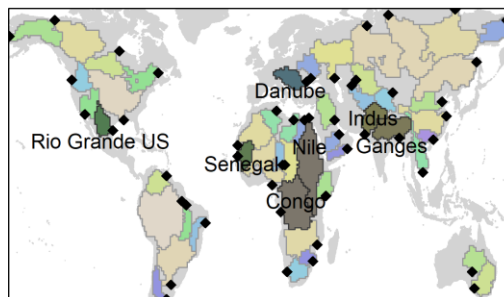 Danube
Indus
Rio Grande US
Nile
Ganges
Senegal
Congo